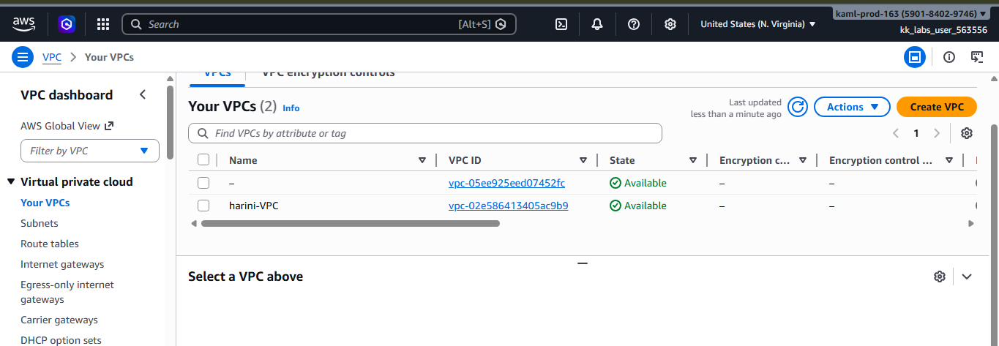 aws
Search [Alt+S]
United States (N. Virginia) ▼
kaml-prod-163 (5901-8402-9746) ▼
kk_labs_user_563556
VPC > Your VPCs
VPC dashboard
AWS Global View
Filter by VPC
Virtual private cloud
Your VPCs
Subnets
Route tables
Internet gateways
Egress-only internet
gateways
Carrier gateways
DHCP option sets
VPCs
VPC encryption controls
Your VPCs (2) Info
Last updated
less than a minute ago
Actions
Create VPC
Find VPCs by attribute or tag
1
Name VPC ID State Encryption c... Encryption control ...
– vpc-05ee925eed07452fc Available – –
harini-VPC vpc-02e586413405ac9b9 Available – –
Select a VPC above